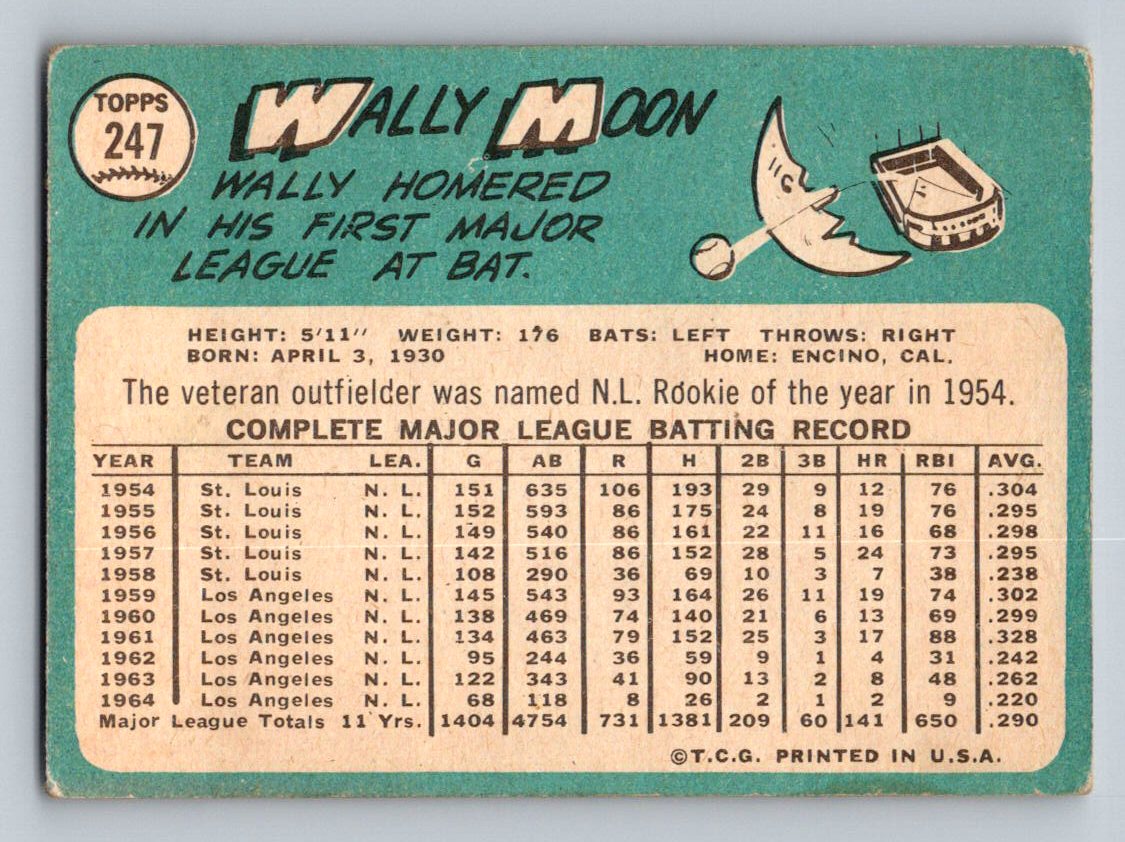 TOPPS
247
WALLY MOON
WALLY HOMERED
IN HIS FIRST MAJOR
LEAGUE AT BAT.
HEIGHT: 5'11" WEIGHT: 176 BATS: LEFT THROWS: RIGHT
BORN: APRIL 3, 1930 HOME: ENCINO, CAL.
The veteran outfielder was named N.L. Rookie of the year in 1954.
COMPLETE MAJOR LEAGUE BATTING RECORD
YEAR TEAM LEA. G AB R H 2B 3B HR RBI AVG.
1954 St. Louis N. L. 151 635 106 193 29 9 12 76 .304
1955 St. Louis N. L. 152 593 86 175 24 8 19 76 .295
1956 St. Louis N. L. 149 540 86 161 22 11 16 68 .298
1957 St. Louis N. L. 142 516 86 152 28 5 24 73 .295
1958 St. Louis N. L. 108 290 36 69 10 3 7 38 .238
1959 Los Angeles N. L. 145 543 93 164 26 11 19 74 .302
1960 Los Angeles N. L. 138 469 74 140 21 6 13 69 .299
1961 Los Angeles N. L. 134 463 79 152 25 3 17 88 .328
1962 Los Angeles N. L. 95 244 36 59 9 1 4 31 .242
1963 Los Angeles N. L. 122 343 41 90 13 2 8 48 .262
1964 Los Angeles N. L. 68 118 8 26 2 1 2 9 .220
Major League Totals 11 Yrs. 1404 4754 731 1381 209 60 141 650 .290
©T.C.G. PRINTED IN U.S.A.